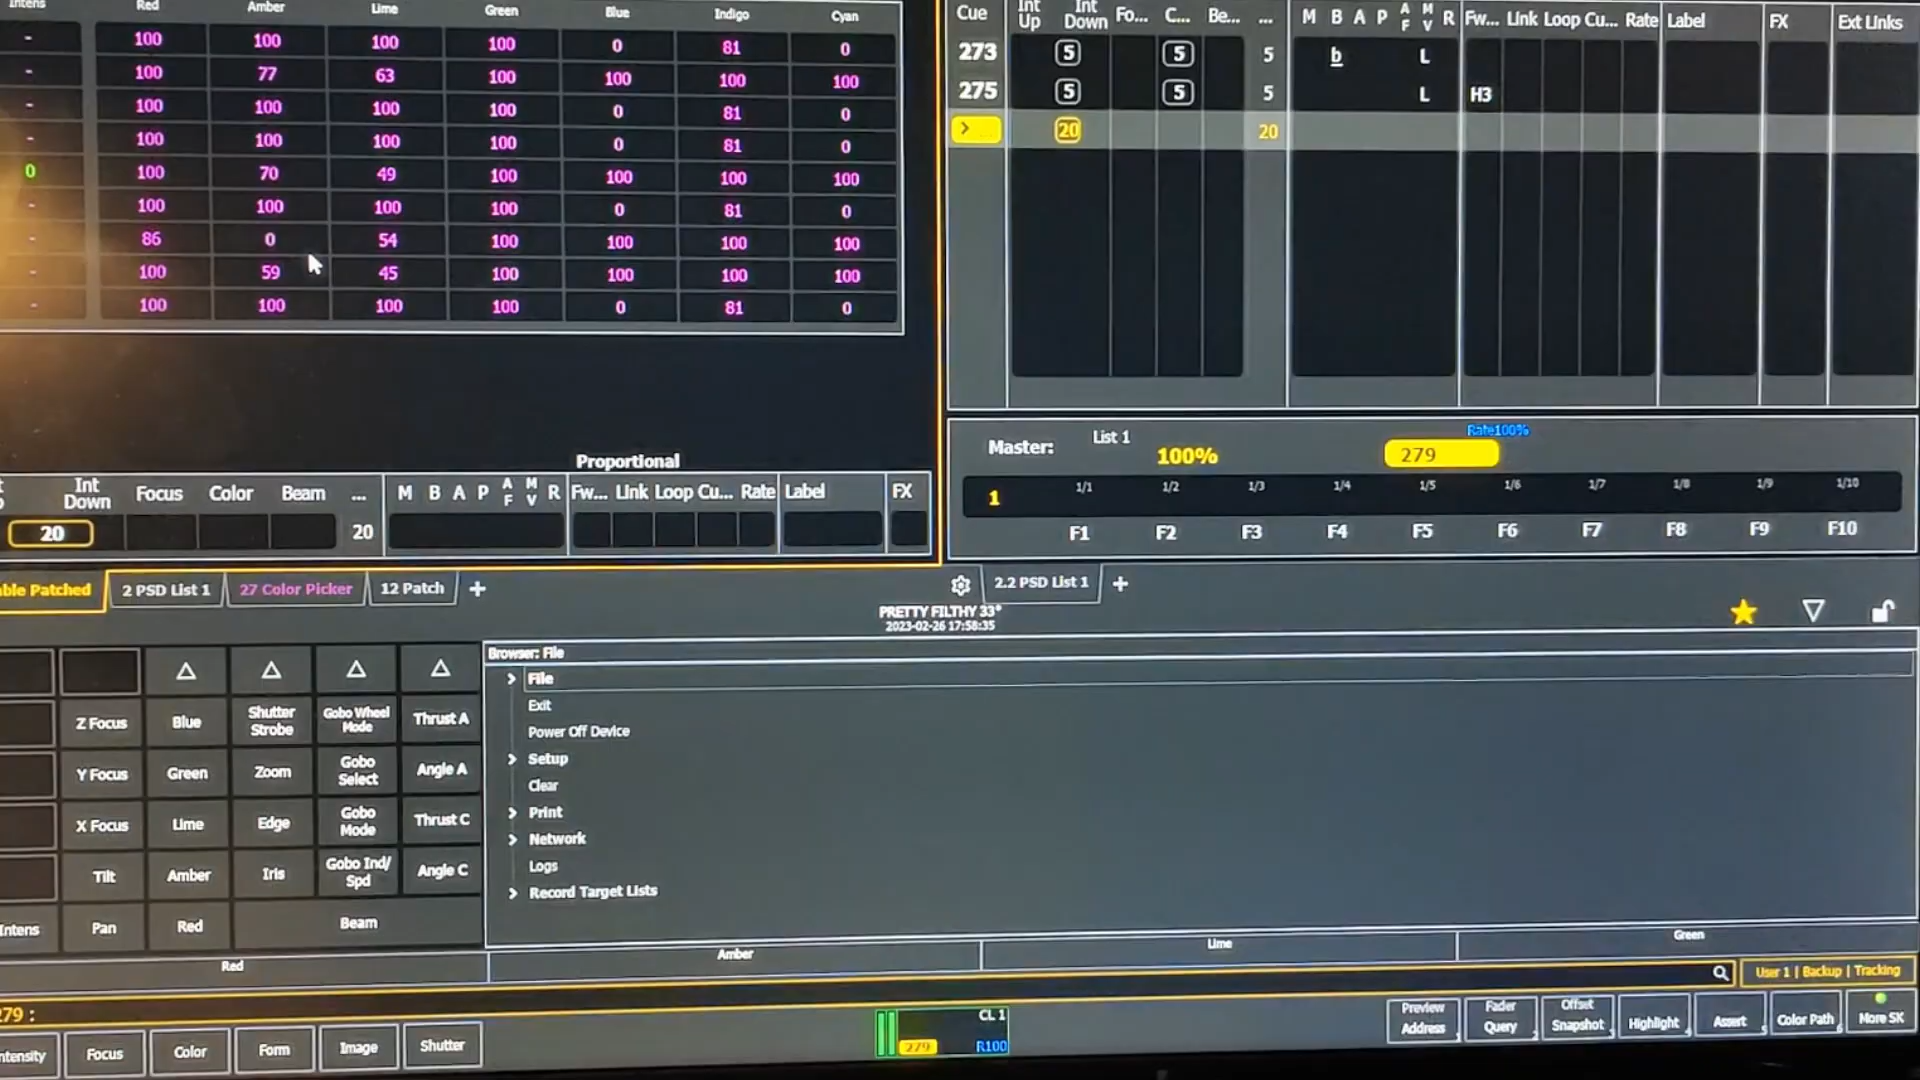 Intens Red Amber Lime Green Blue Indigo Cyan
- 100 100 100 100 0 81 0
- 100 77 63 100 100 100 100
- 100 100 100 100 0 81 0
- 100 100 100 100 0 81 0
0 100 70 49 100 100 100 100
- 100 100 100 100 0 81 0
- 86 0 54 100 100 100 100
- 100 59 45 100 100 100 100
- 100 100 100 100 0 81 0
Proportional
Int Down Focus Color Beam ... M B A P AF MV R Fw... Link Loop Cu... Rate Label FX
20 20
Cue Int Up Int Down Fo... C... Be... ... M B A P AF MV R Fw... Link Loop Cu... Rate Label FX Ext Links
273 5 5 5 b L
275 5 5 5 L H3
> 20 20
Master: List 1 100% 279 Rate100%
1 1/1 1/2 1/3 1/4 1/5 1/6 1/7 1/8 1/9 1/10
F1 F2 F3 F4 F5 F6 F7 F8 F9 F10
ble Patched 2 PSD List 1 27 Color Picker 12 Patch +
2.2 PSD List 1 +
PRETTY FILTHY 33*
2023-02-26 17:58:35
Z Focus Blue Shutter Strobe Gobo Wheel Mode Thrust A
Y Focus Green Zoom Gobo Select Angle A
X Focus Lime Edge Gobo Mode Thrust C
Tilt Amber Iris Gobo Ind/ Spd Angle C
Intens Pan Red Beam
Browser: File
> File
Exit
Power Off Device
> Setup
Clear
> Print
> Network
Logs
> Record Target Lists
Red Amber Lime Green
User 1 | Backup | Tracking
279 :
ntensity Focus Color Form Image Shutter
CL 1
279 R100
Preview Address Fader Query Offset Snapshot Highlight Assert Color Path More SK